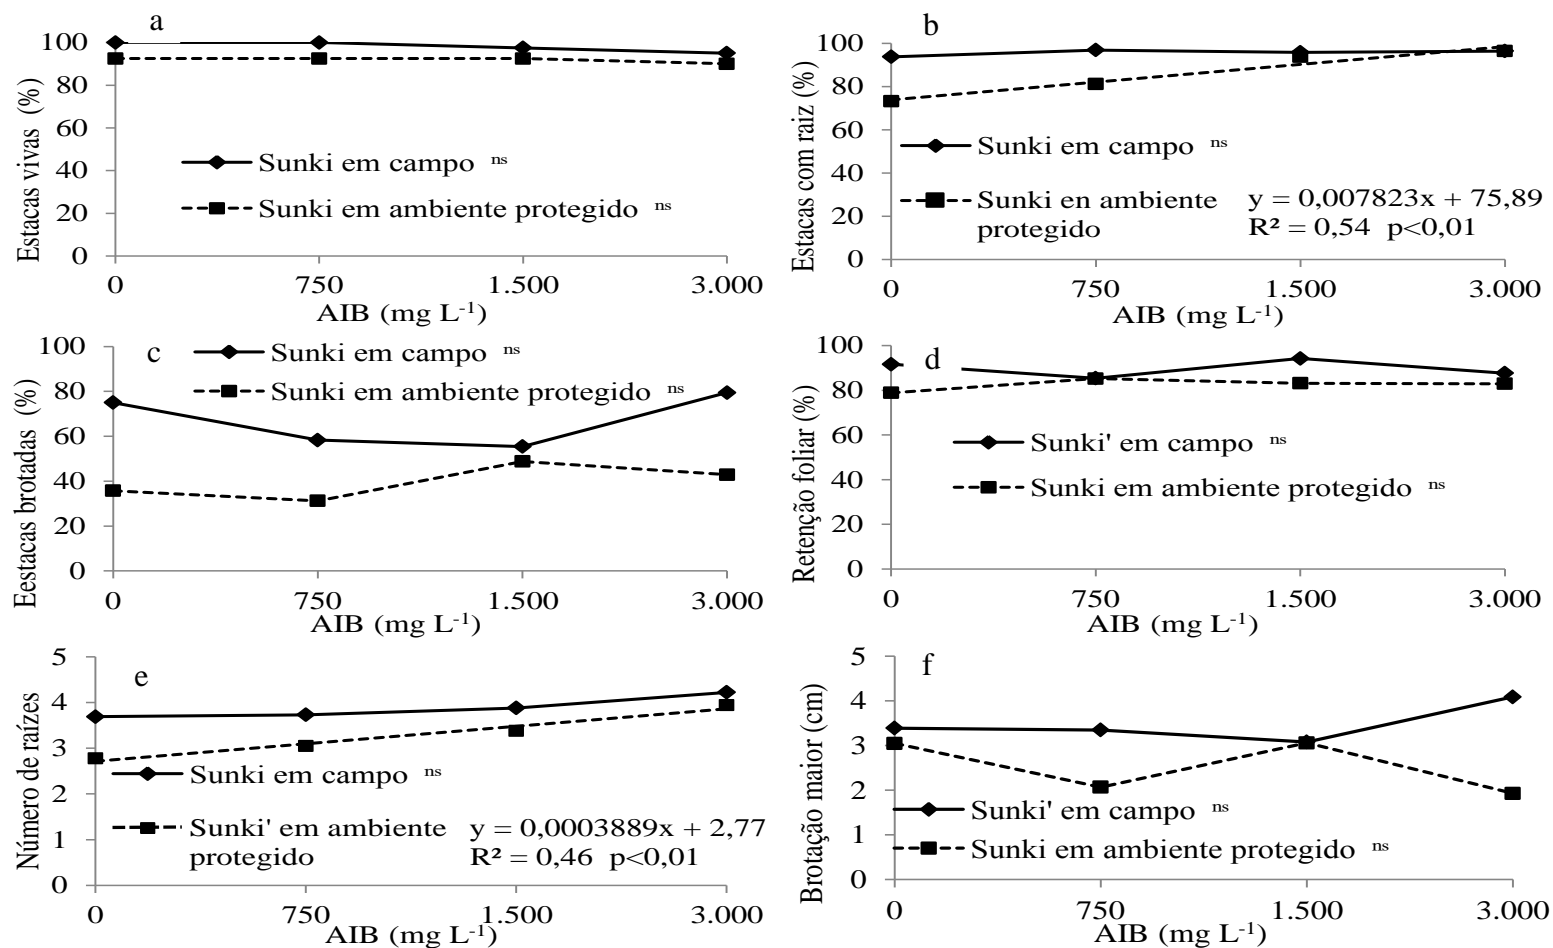 a
Estacas vivas (%)
100
80
60
40
20
0
Sunki em campo ns
Sunki em ambiente protegido ns
0 750 1.500 3.000
AIB (mg L-1)
b
Estacas com raiz (%)
100
80
60
40
20
0
Sunki em campo ns
Sunki en ambiente
protegido
y = 0,007823x + 75,89
R² = 0,54 p<0,01
0 750 1.500 3.000
AIB (mg L-1)
c
Eestacas brotadas (%)
100
80
60
40
20
0
Sunki em campo ns
Sunki em ambiente protegido ns
0 750 1.500 3.000
AIB (mg L-1)
d
Retenção foliar (%)
100
80
60
40
20
0
Sunki' em campo ns
Sunki em ambiente protegido ns
0 750 1.500 3.000
AIB (mg L-1)
e
Número de raízes
5
4
3
2
1
0
Sunki em campo ns
Sunki' em ambiente
protegido
y = 0,0003889x + 2,77
R² = 0,46 p<0,01
0 750 1.500 3.000
AIB (mg L-1)
f
Brotação maior (cm)
5
4
3
2
1
0
Sunki' em campo ns
Sunki em ambiente protegido ns
0 750 1.500 3.000
AIB (mg L-1)